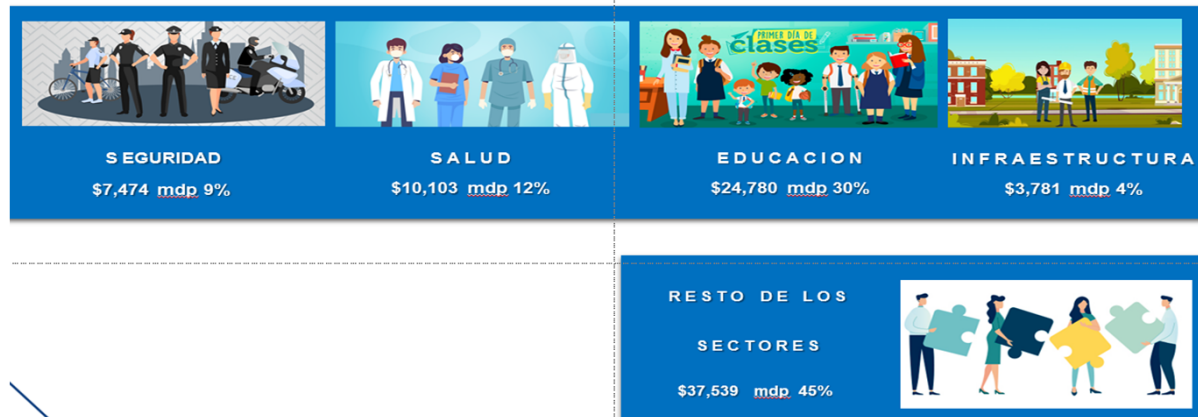 PRIMER DÍA DE
clases
SEGURIDAD
$7,474 mdp 9%
SALUD
$10,103 mdp 12%
EDUCACION
$24,780 mdp 30%
INFRAESTRUCTURA
$3,781 mdp 4%
RESTO DE LOS
SECTORES
$37,539 mdp 45%